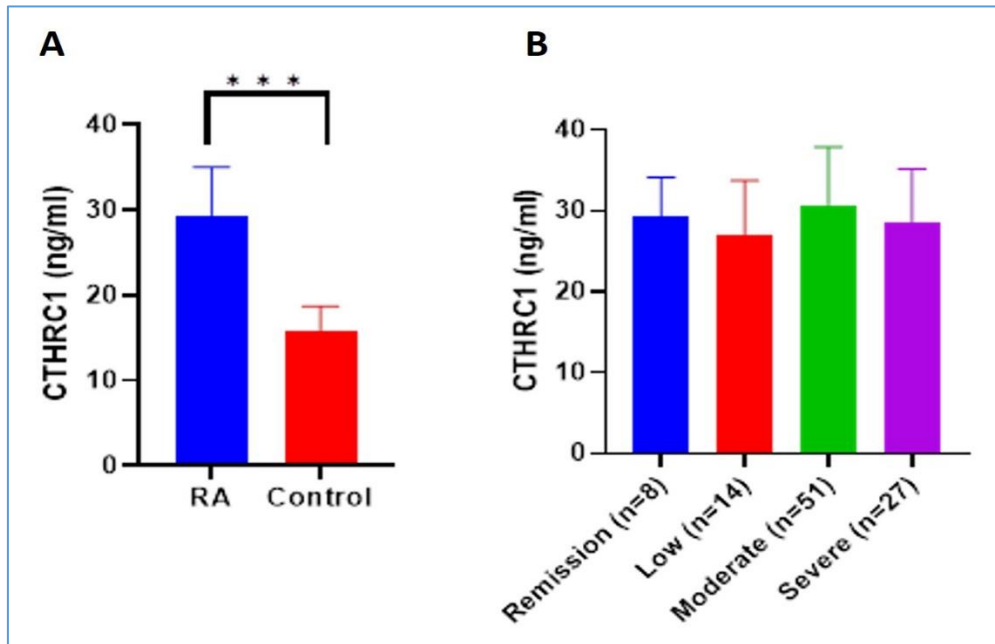 A
* * *
40
30
20
10
0
CTHRC1 (ng/ml)
RA Control
B
40
30
20
10
0
CTHRC1 (ng/ml)
Remission (n=8)
Low (n=14)
Moderate (n=51)
Severe (n=27)